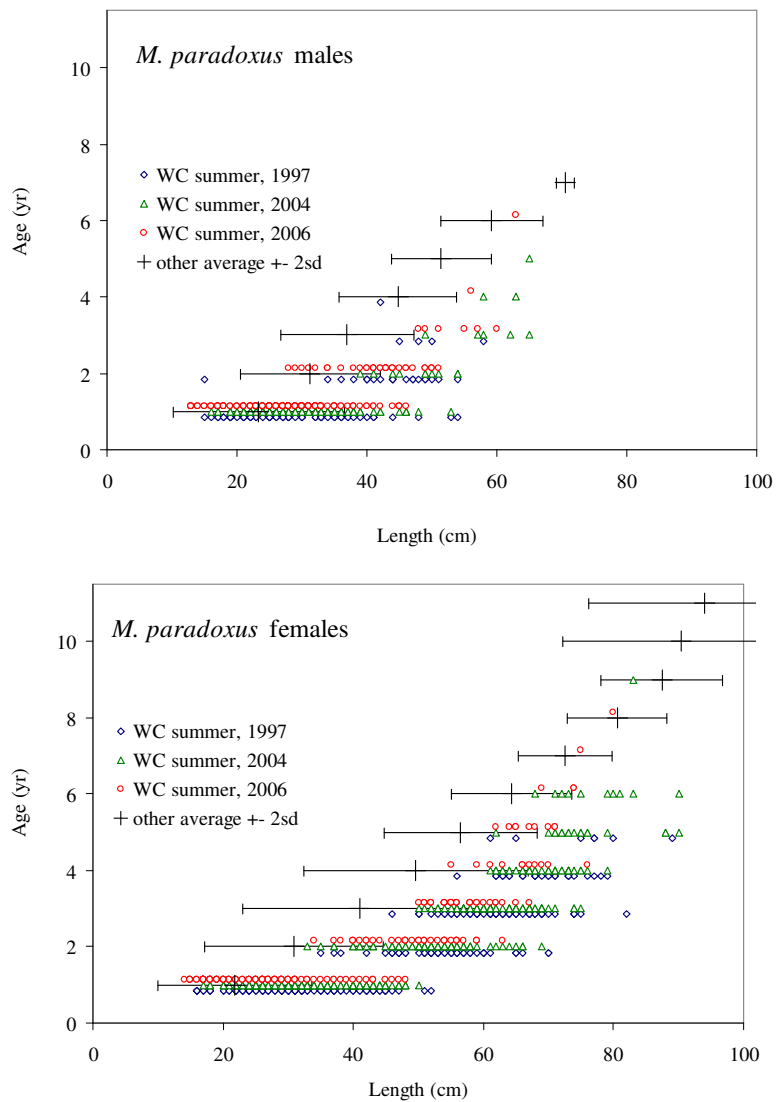 M. paradoxus males
10
8
6
4
2
0
Age (yr)
WC summer, 1997
WC summer, 2004
WC summer, 2006
other average +- 2sd
0 20 40 60 80 100
Length (cm)
M. paradoxus females
10
8
6
4
2
0
Age (yr)
WC summer, 1997
WC summer, 2004
WC summer, 2006
other average +- 2sd
0 20 40 60 80 100
Length (cm)